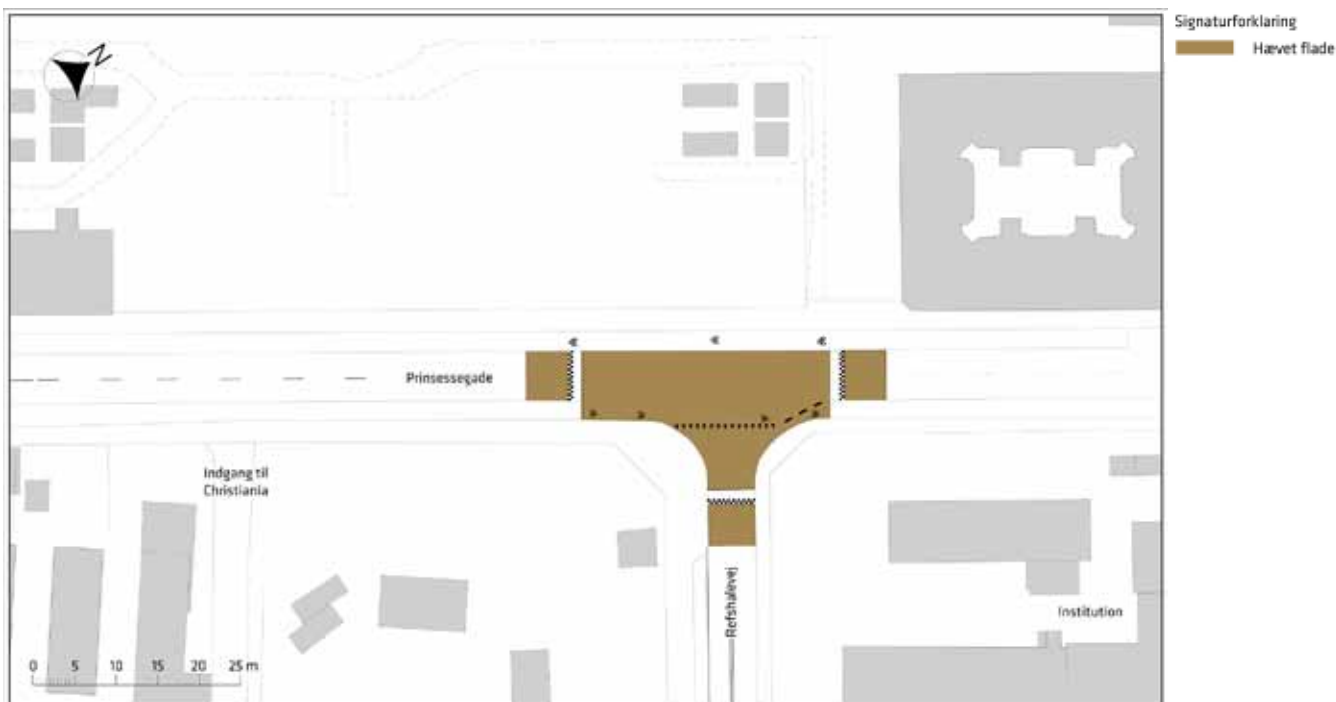 Signaturforklaring
Hævet flade
N
Prinsessegade
Indgang til
Christiania
Refshalevej
Institution
0 5 10 15 20 25 m